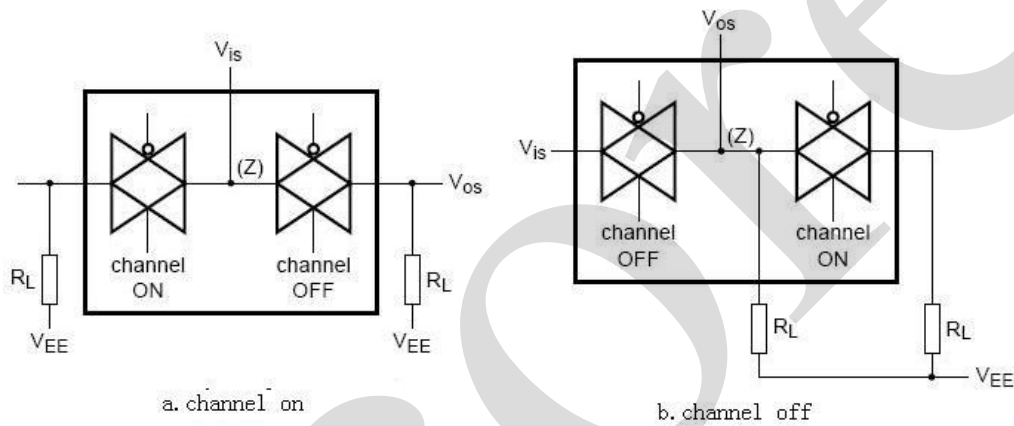 Vis
(Z)
Vos
channel
ON
channel
OFF
RL
RL
VEE
VEE
a.channel on
Vos
Vis
(Z)
channel
OFF
channel
ON
RL
RL
VEE
b.channel off